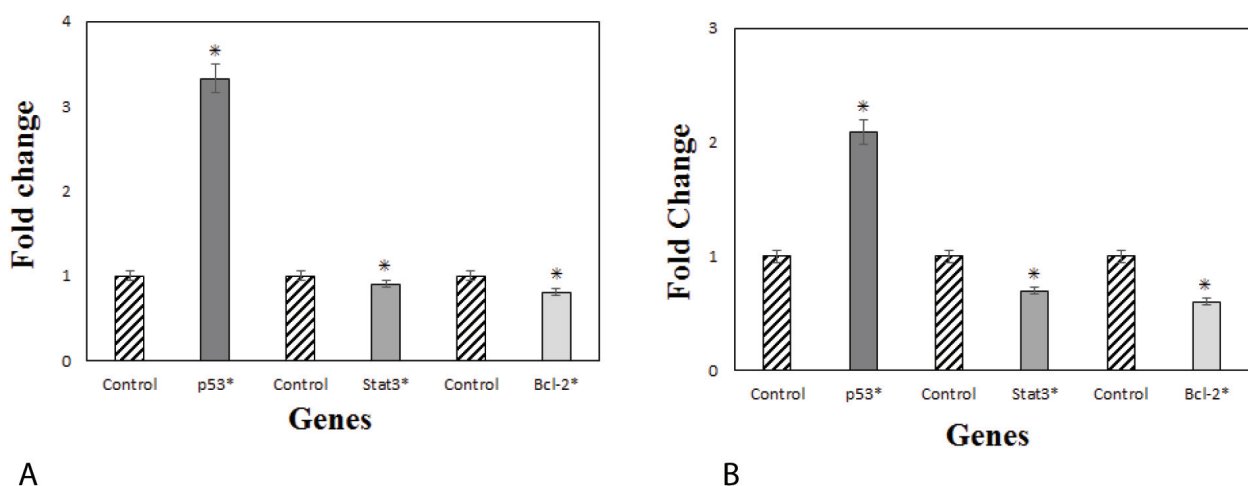 Fold change
4
3
2
1
0
* * *
Control p53* Control Stat3* Control Bcl-2*
Genes
A
Fold Change
3
2
1
0
* * *
Control p53* Control Stat3* Control Bcl-2*
Genes
B